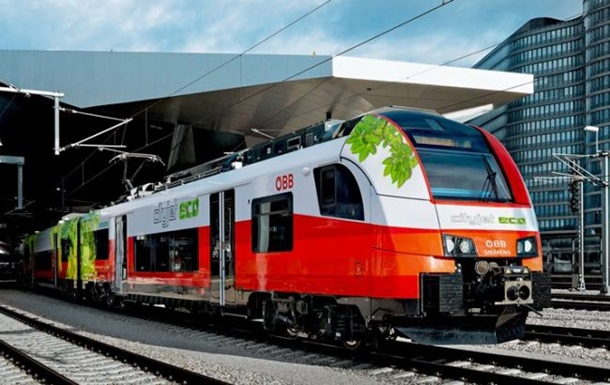 cityjet ECO
ÖBB
cityjet ECO
ÖBB
SIEMENS